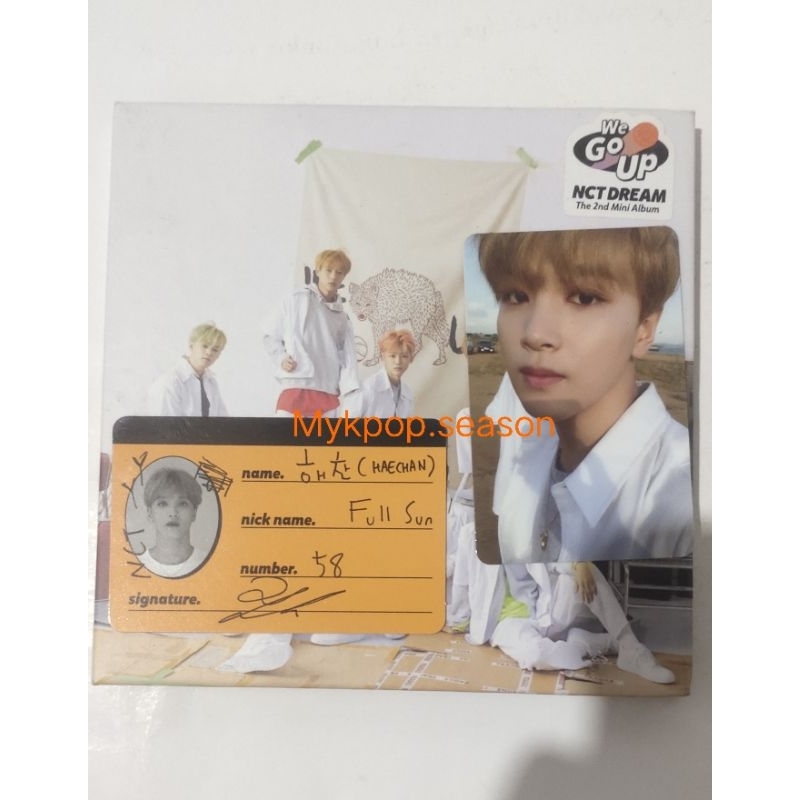 We
Go
Up
NCT DREAM
The 2nd Mini Album
Mykpop.season
name. 해찬 (HAECHAN)
nick name. Full Sun
number. 58
signature.
NCT